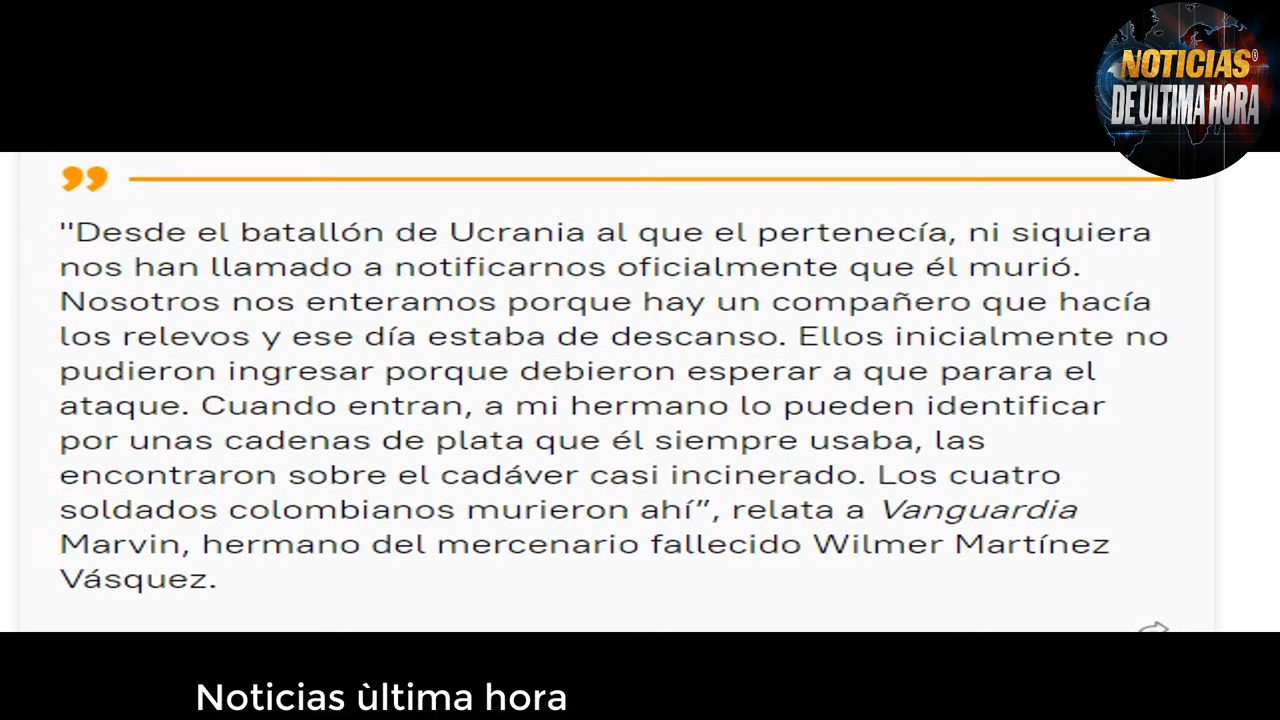 NOTICIAS®
DE ULTIMA HORA
”
"Desde el batallón de Ucrania al que el pertenecía, ni siquiera
nos han llamado a notificarnos oficialmente que él murió.
Nosotros nos enteramos porque hay un compañero que hacía
los relevos y ese día estaba de descanso. Ellos inicialmente no
pudieron ingresar porque debieron esperar a que parara el
ataque. Cuando entran, a mi hermano lo pueden identificar
por unas cadenas de plata que él siempre usaba, las
encontraron sobre el cadáver casi incinerado. Los cuatro
soldados colombianos murieron ahí”, relata a Vanguardia
Marvin, hermano del mercenario fallecido Wilmer Martínez
Vásquez.
Noticias ùltima hora